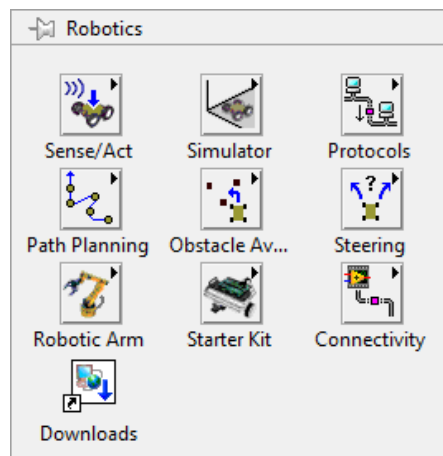 Robotics
Sense/Act
Simulator
Protocols
Path Planning
Obstacle Av...
Steering
?
Robotic Arm
Starter Kit
Connectivity
Downloads